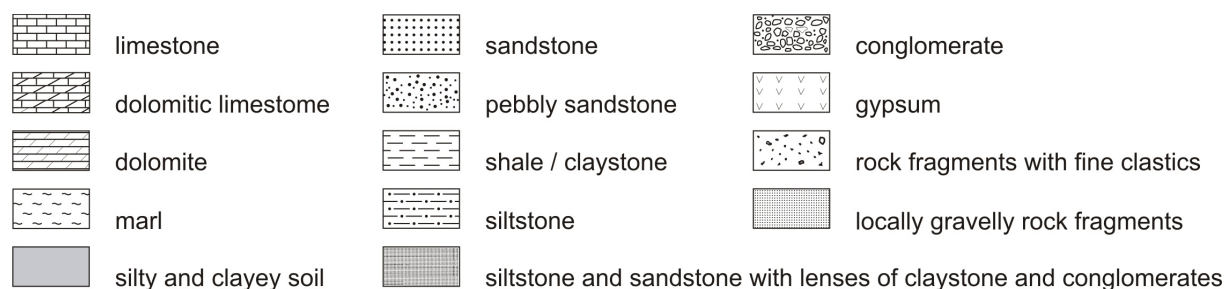 limestone
sandstone
conglomerate
dolomitic limestome
pebbly sandstone
gypsum
dolomite
shale / claystone
rock fragments with fine clastics
marl
siltstone
locally gravelly rock fragments
silty and clayey soil
siltstone and sandstone with lenses of claystone and conglomerates